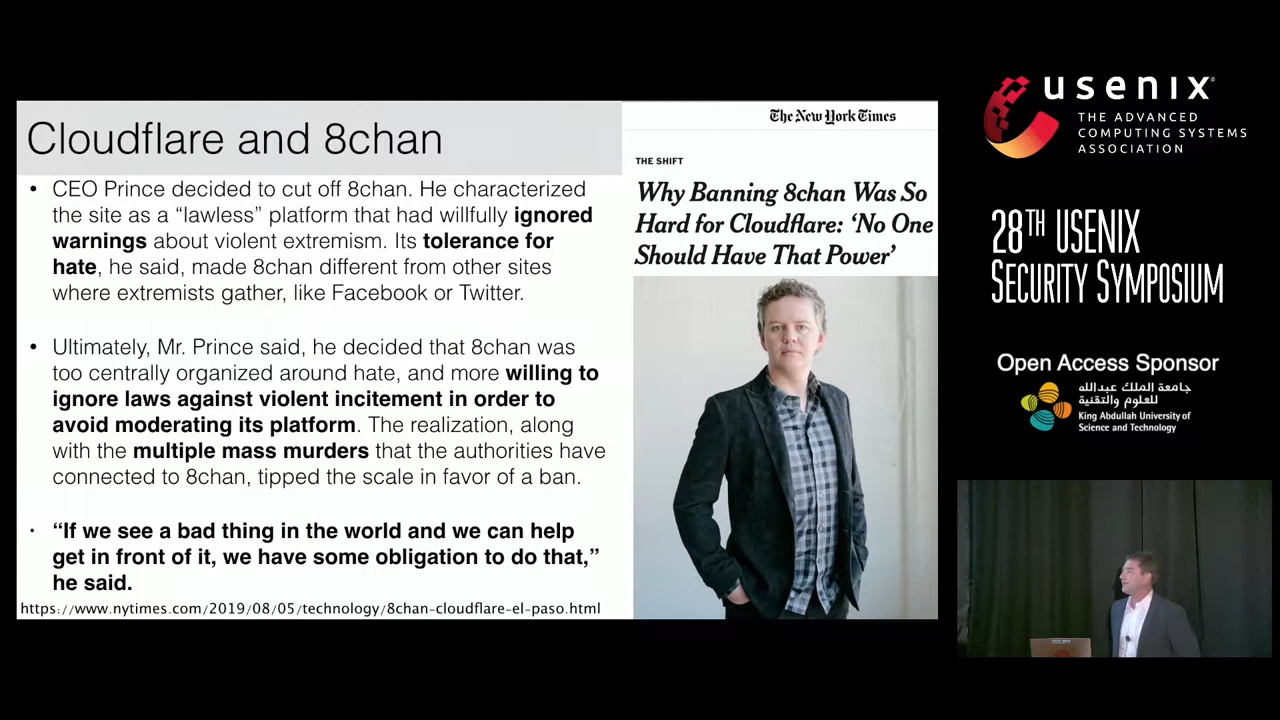 Cloudflare and 8chan
• CEO Prince decided to cut off 8chan. He characterized
the site as a “lawless” platform that had willfully ignored
warnings about violent extremism. Its tolerance for
hate, he said, made 8chan different from other sites
where extremists gather, like Facebook or Twitter.
• Ultimately, Mr. Prince said, he decided that 8chan was
too centrally organized around hate, and more willing to
ignore laws against violent incitement in order to
avoid moderating its platform. The realization, along
with the multiple mass murders that the authorities have
connected to 8chan, tipped the scale in favor of a ban.
• “If we see a bad thing in the world and we can help
get in front of it, we have some obligation to do that,”
he said.
https://www.nytimes.com/2019/08/05/technology/8chan-cloudflare-el-paso.html
The New York Times
THE SHIFT
Why Banning 8chan Was So
Hard for Cloudflare: ‘No One
Should Have That Power’
usenix®
THE ADVANCED
COMPUTING SYSTEMS
ASSOCIATION
28TH USENIX
SECURITY SYMPOSIUM
Open Access Sponsor
جامعة الملك عبدالله
للعلوم والتقنية
King Abdullah University of
Science and Technology